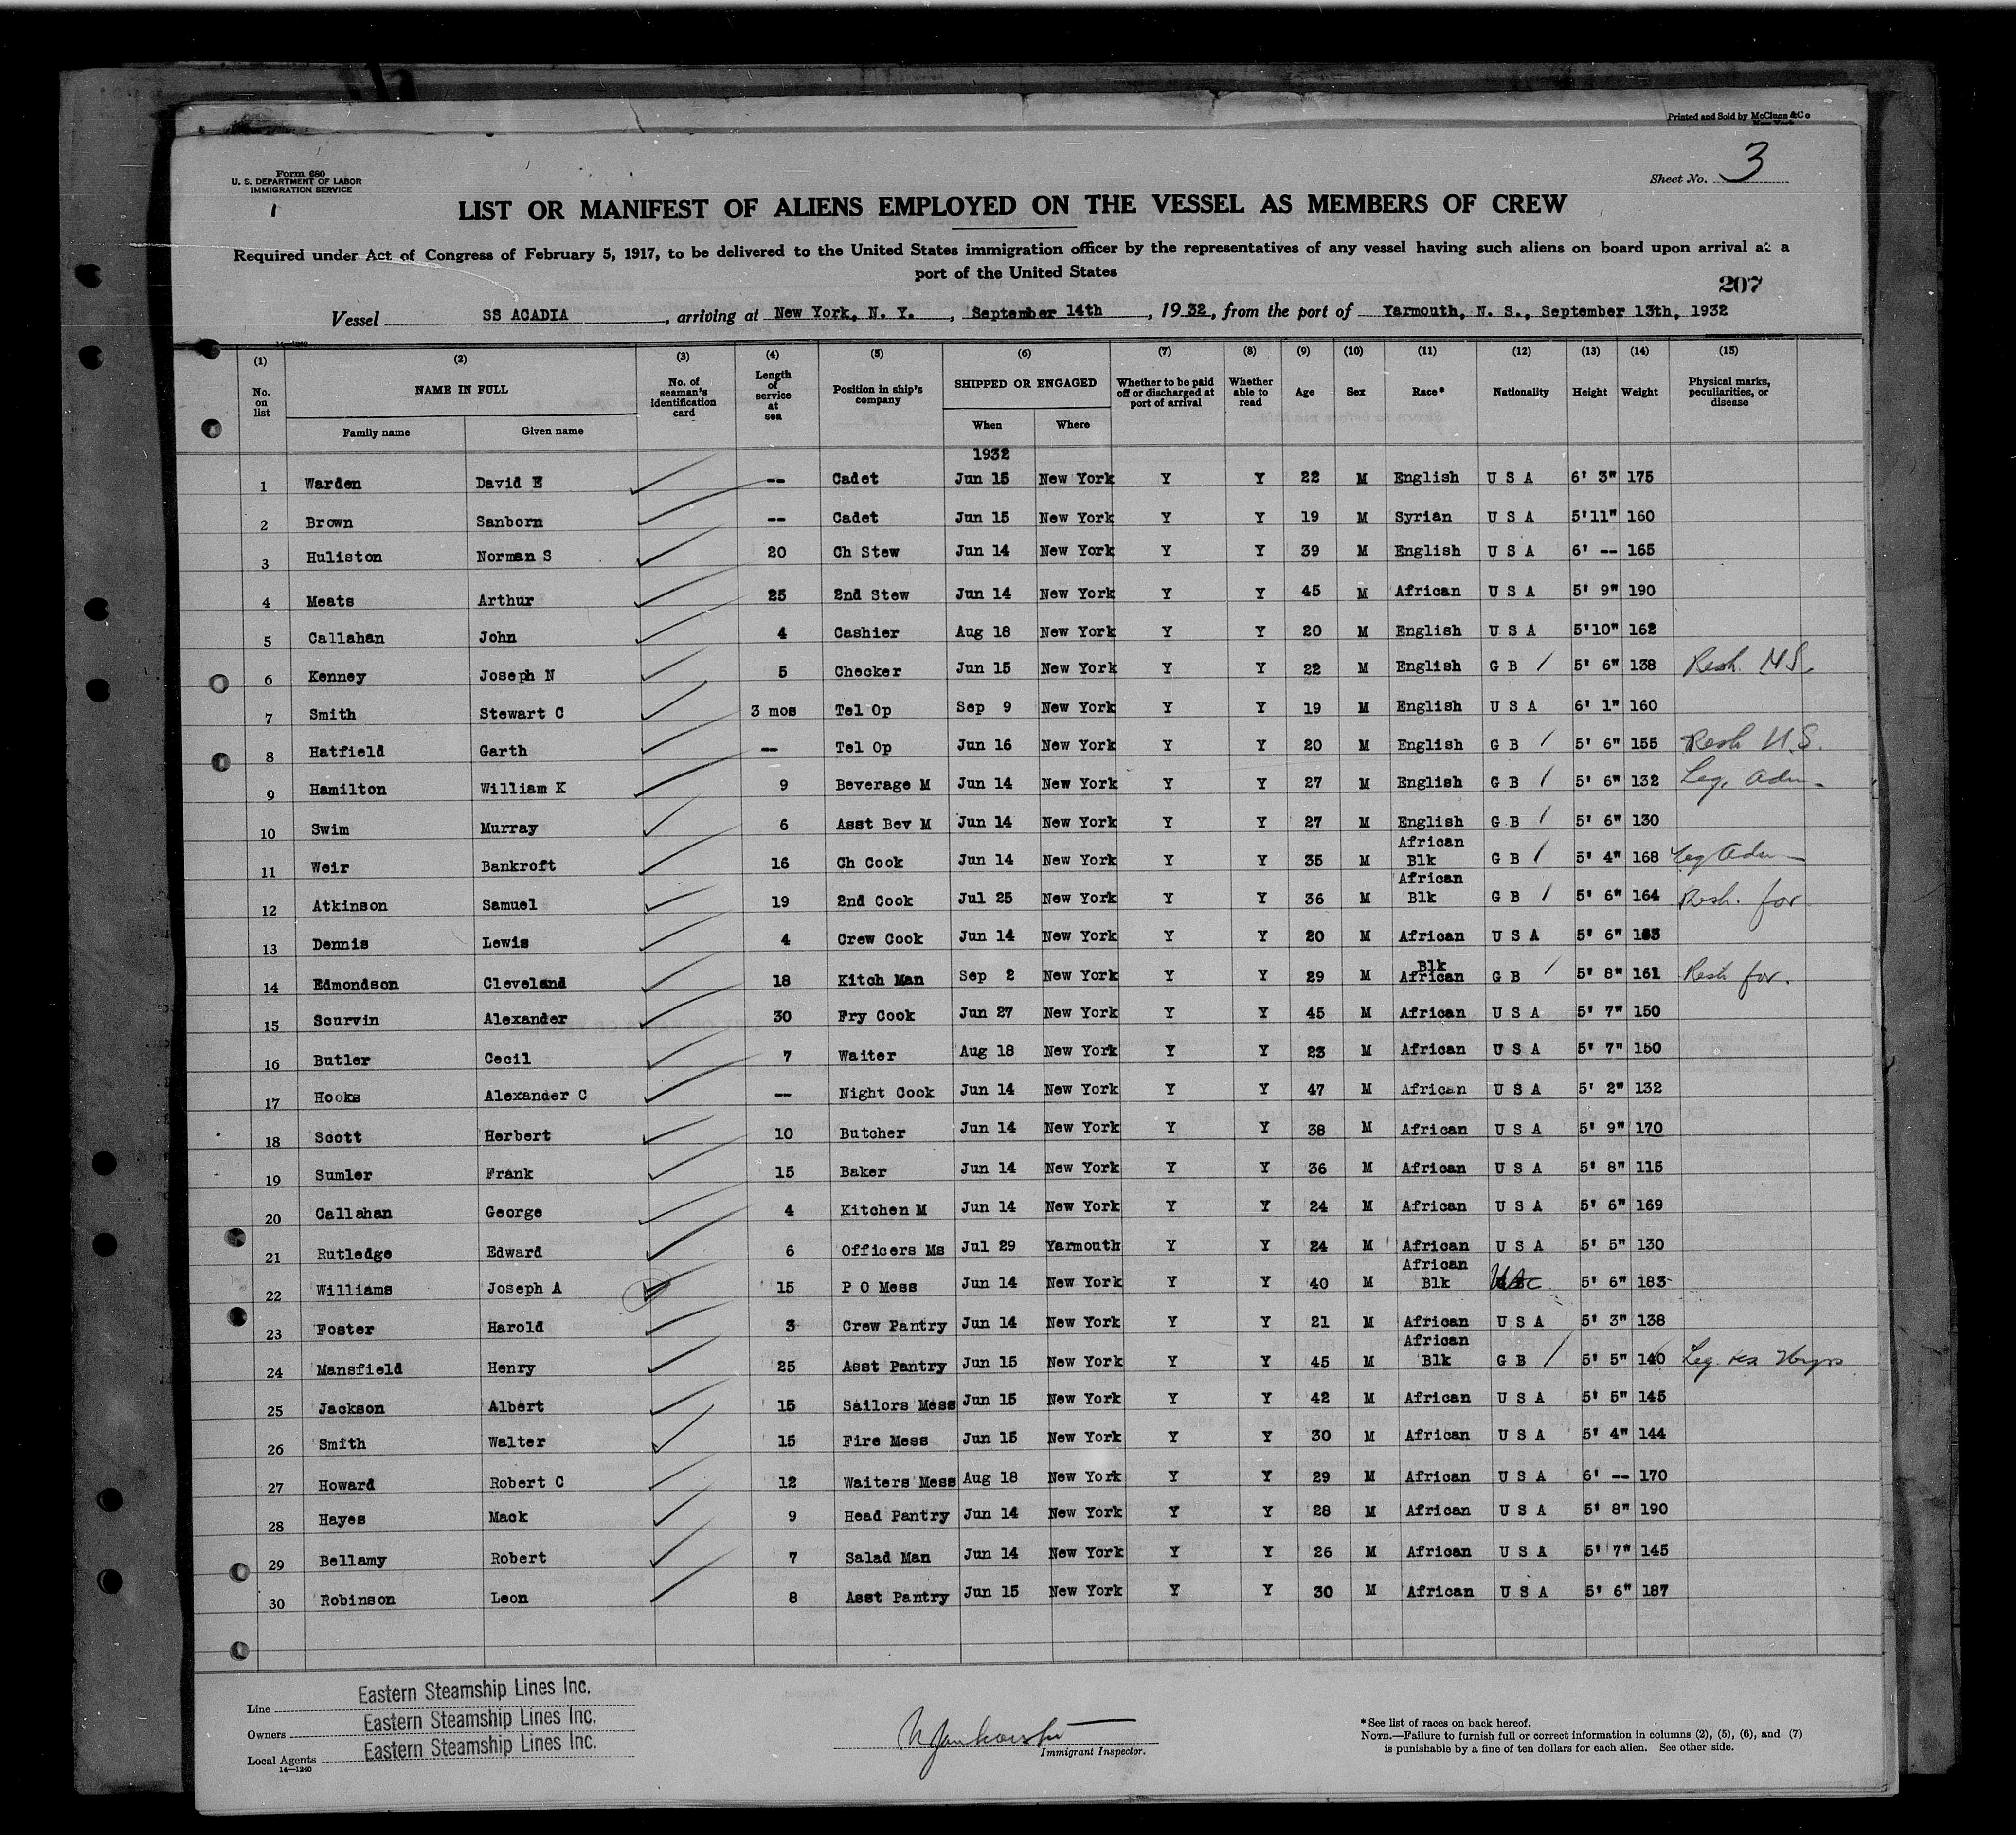 Printed and Sold by McClunn & Co
New York
Form 680
U. S. DEPARTMENT OF LABOR
IMMIGRATION SERVICE
Sheet No. 3
LIST OR MANIFEST OF ALIENS EMPLOYED ON THE VESSEL AS MEMBERS OF CREW
Required under Act of Congress of February 5, 1917, to be delivered to the United States immigration officer by the representatives of any vessel having such aliens on board upon arrival at a
port of the United States
207
Vessel SS ACADIA, arriving at New York, N. Y., September 14th, 1932, from the port of Yarmouth, N. S., September 13th, 1932
14—1240
(1) (2) (3) (4) (5) (6) (7) (8) (9) (10) (11) (12) (13) (14) (15)
No. on list NAME IN FULL No. of seaman's identification card Length of service at sea Position in ship's company SHIPPED OR ENGAGED Whether to be paid off or discharged at port of arrival Whether able to read Age Sex Race* Nationality Height Weight Physical marks, peculiarities, or disease
Family name Given name When Where
1932
1 Warden David E -- Cadet Jun 15 New York Y Y 22 M English U S A 6' 3" 175
2 Brown Sanborn -- Cadet Jun 15 New York Y Y 19 M Syrian U S A 5'11" 160
3 Huliston Norman S 20 Ch Stew Jun 14 New York Y Y 39 M English U S A 6' -- 165
4 Meats Arthur 25 2nd Stew Jun 14 New York Y Y 45 M African U S A 5' 9" 190
5 Callahan John 4 Cashier Aug 18 New York Y Y 20 M English U S A 5'10" 162
6 Kenney Joseph N 5 Checker Jun 15 New York Y Y 22 M English G B / 5' 6" 138
7 Smith Stewart C 3 mos Tel Op Sep 9 New York Y Y 19 M English U S A 6' 1" 160
8 Hatfield Garth -- Tel Op Jun 16 New York Y Y 20 M English G B / 5' 6" 155
9 Hamilton William K 9 Beverage M Jun 14 New York Y Y 27 M English G B / 5' 6" 132 Leg. Adm
10 Swim Murray 6 Asst Bev M Jun 14 New York Y Y 27 M English G B / 5' 6" 130
11 Weir Bankroft 16 Ch Cook Jun 14 New York Y Y 35 M African Blk G B / 5' 4" 168 Leg Adm
12 Atkinson Samuel 19 2nd Cook Jul 25 New York Y Y 36 M African Blk G B / 5' 6" 164
13 Dennis Lewis 4 Crew Cook Jun 14 New York Y Y 20 M African U S A 5' 6"
14 Edmondson Cleveland 18 Kitch Man Sep 2 New York Y Y 29 M Blk African G B / 5' 8" 161
15 Scurvin Alexander 30 Fry Cook Jun 27 New York Y Y 45 M African U S A 5' 7" 150
16 Butler Cecil 7 Waiter Aug 18 New York Y Y 23 M African U S A 5' 7" 150
17 Hooks Alexander C -- Night Cook Jun 14 New York Y Y 47 M African U S A 5' 2" 132
18 Scott Herbert 10 Butcher Jun 14 New York Y Y 38 M African U S A 5' 9" 170
19 Sumler Frank 15 Baker Jun 14 New York Y Y 36 M African U S A 5' 8" 115
20 Callahan George 4 Kitchen M Jun 14 New York Y Y 24 M African U S A 5' 6" 169
21 Rutledge Edward 6 Officers Ms Jul 29 Yarmouth Y Y 24 M African U S A 5' 5" 130
22 Williams Joseph A 15 P O Mess Jun 14 New York Y Y 40 M African Blk 5' 6" 183
23 Foster Harold 3 Crew Pantry Jun 14 New York Y Y 21 M African U S A 5' 3" 138
24 Mansfield Henry 25 Asst Pantry Jun 15 New York Y Y 45 M African Blk G B / 5' 5" 140 Leg.
25 Jackson Albert 15 Sailors Mess Jun 15 New York Y Y 42 M African U S A 5' 5" 145
26 Smith Walter 15 Fire Mess Jun 15 New York Y Y 30 M African U S A 5' 4" 144
27 Howard Robert C 12 Waiters Mess Aug 18 New York Y Y 29 M African U S A 6' -- 170
28 Hayes Mack 9 Head Pantry Jun 14 New York Y Y 28 M African U S A 5' 8" 190
29 Bellamy Robert 7 Salad Man Jun 14 New York Y Y 26 M African U S A 5' 7" 145
30 Robinson Leon 8 Asst Pantry Jun 15 New York Y Y 30 M African U S A 5' 6" 187
Line Eastern Steamship Lines Inc.
Owners Eastern Steamship Lines Inc.
Local Agents Eastern Steamship Lines Inc.
14—1240
Immigrant Inspector.
*See list of races on back hereof.
NOTE.—Failure to furnish full or correct information in columns (2), (5), (6), and (7)
is punishable by a fine of ten dollars for each alien. See other side.